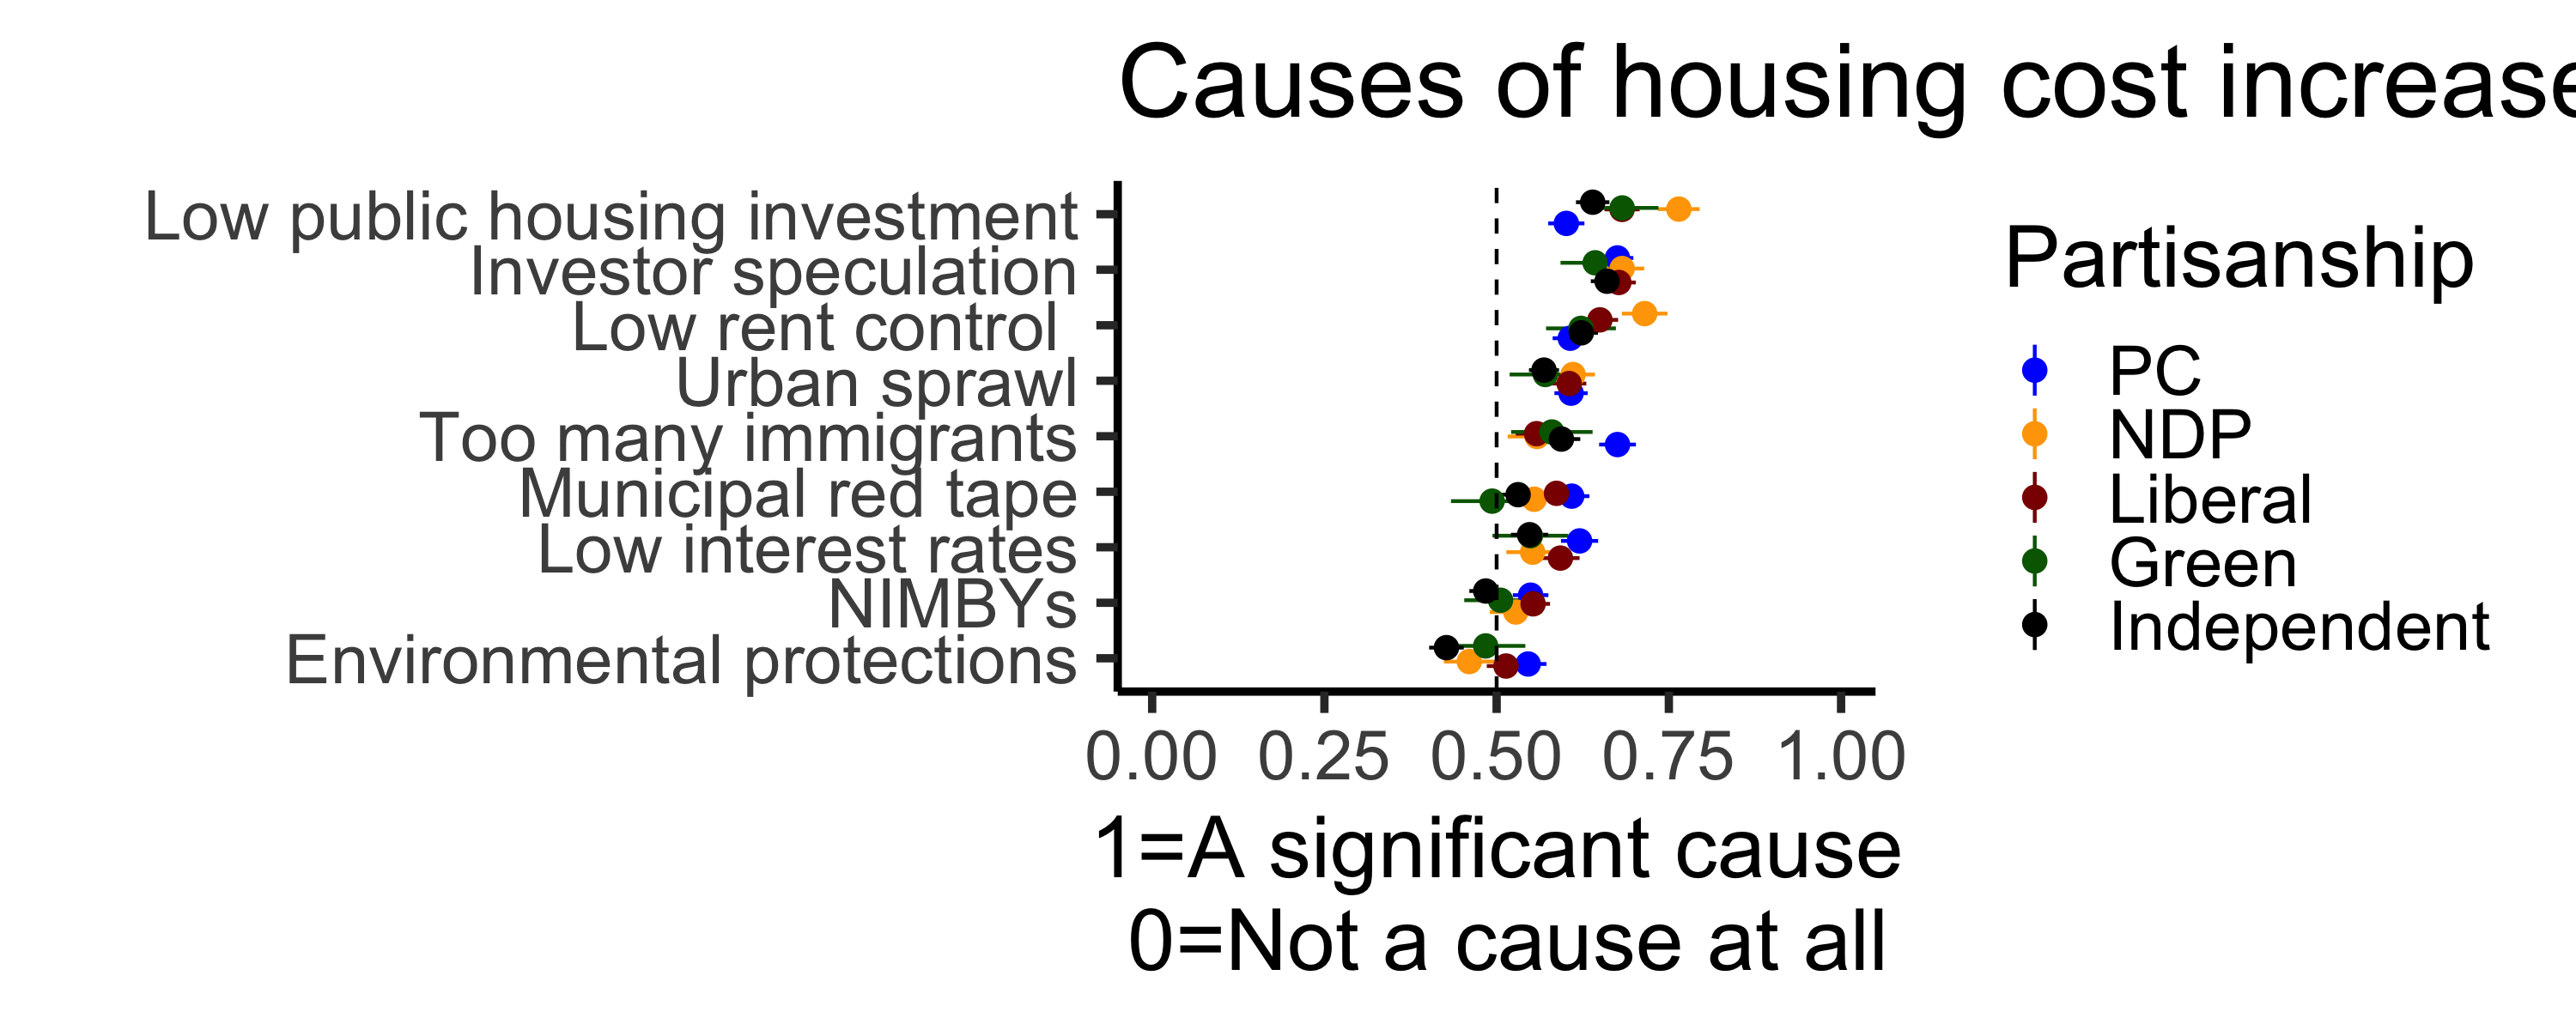 Causes of housing cost increase
Low public housing investment
Investor speculation
Low rent control
Urban sprawl
Too many immigrants
Municipal red tape
Low interest rates
NIMBYs
Environmental protections
0.00 0.25 0.50 0.75 1.00
1=A significant cause
0=Not a cause at all
Partisanship
PC
NDP
Liberal
Green
Independent